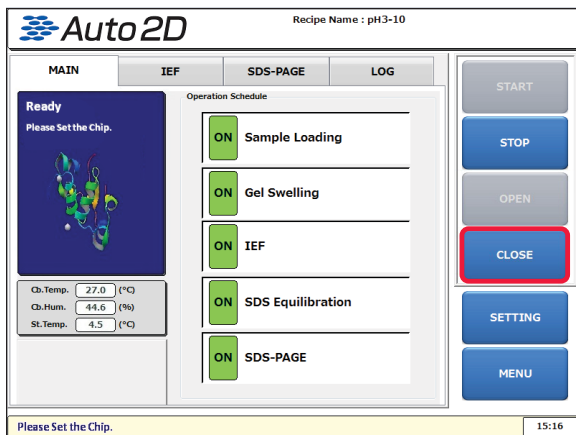 Auto2D
Recipe Name : pH3-10
MAIN
IEF
SDS-PAGE
LOG
Ready
Please Set the Chip.
Operation Schedule
ON Sample Loading
ON Gel Swelling
ON IEF
ON SDS Equilibration
ON SDS-PAGE
Cb.Temp. 27.0 (°C)
Cb.Hum. 44.6 (%)
St.Temp. 4.5 (°C)
START
STOP
OPEN
CLOSE
SETTING
MENU
Please Set the Chip.
15:16